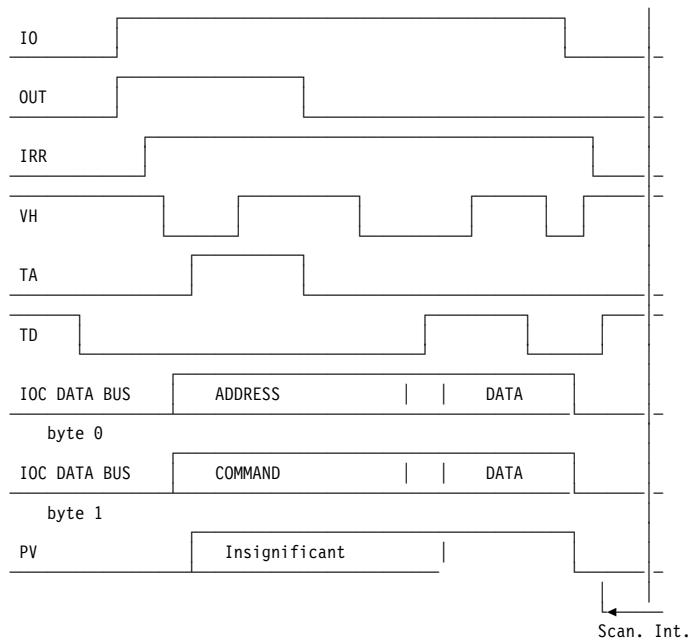 IO
OUT
IRR
VH
TA
TD
IOC DATA BUS ADDRESS | | DATA
byte 0
IOC DATA BUS COMMAND | | DATA
byte 1
PV Insignificant |
Scan. Int.